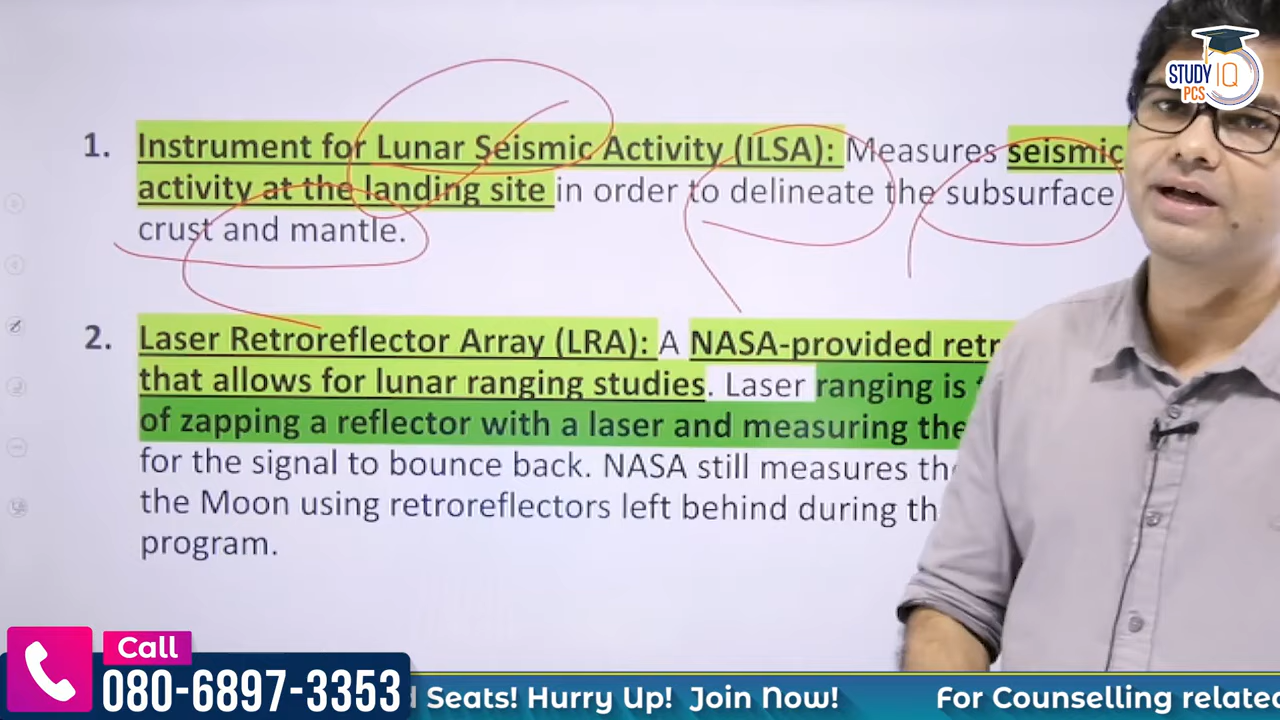 STUDY IQ
PCS
1. Instrument for Lunar Seismic Activity (ILSA): Measures seismic
activity at the landing site in order to delineate the subsurface
crust and mantle.
2. Laser Retroreflector Array (LRA): A NASA-provided
that allows for lunar ranging studies. Laser ranging is
of zapping a reflector with a laser and measuring the
for the signal to bounce back. NASA still measures
the Moon using retroreflectors left behind during
program.
Call
080-6897-3353
Seats! Hurry Up! Join Now! For Counselling